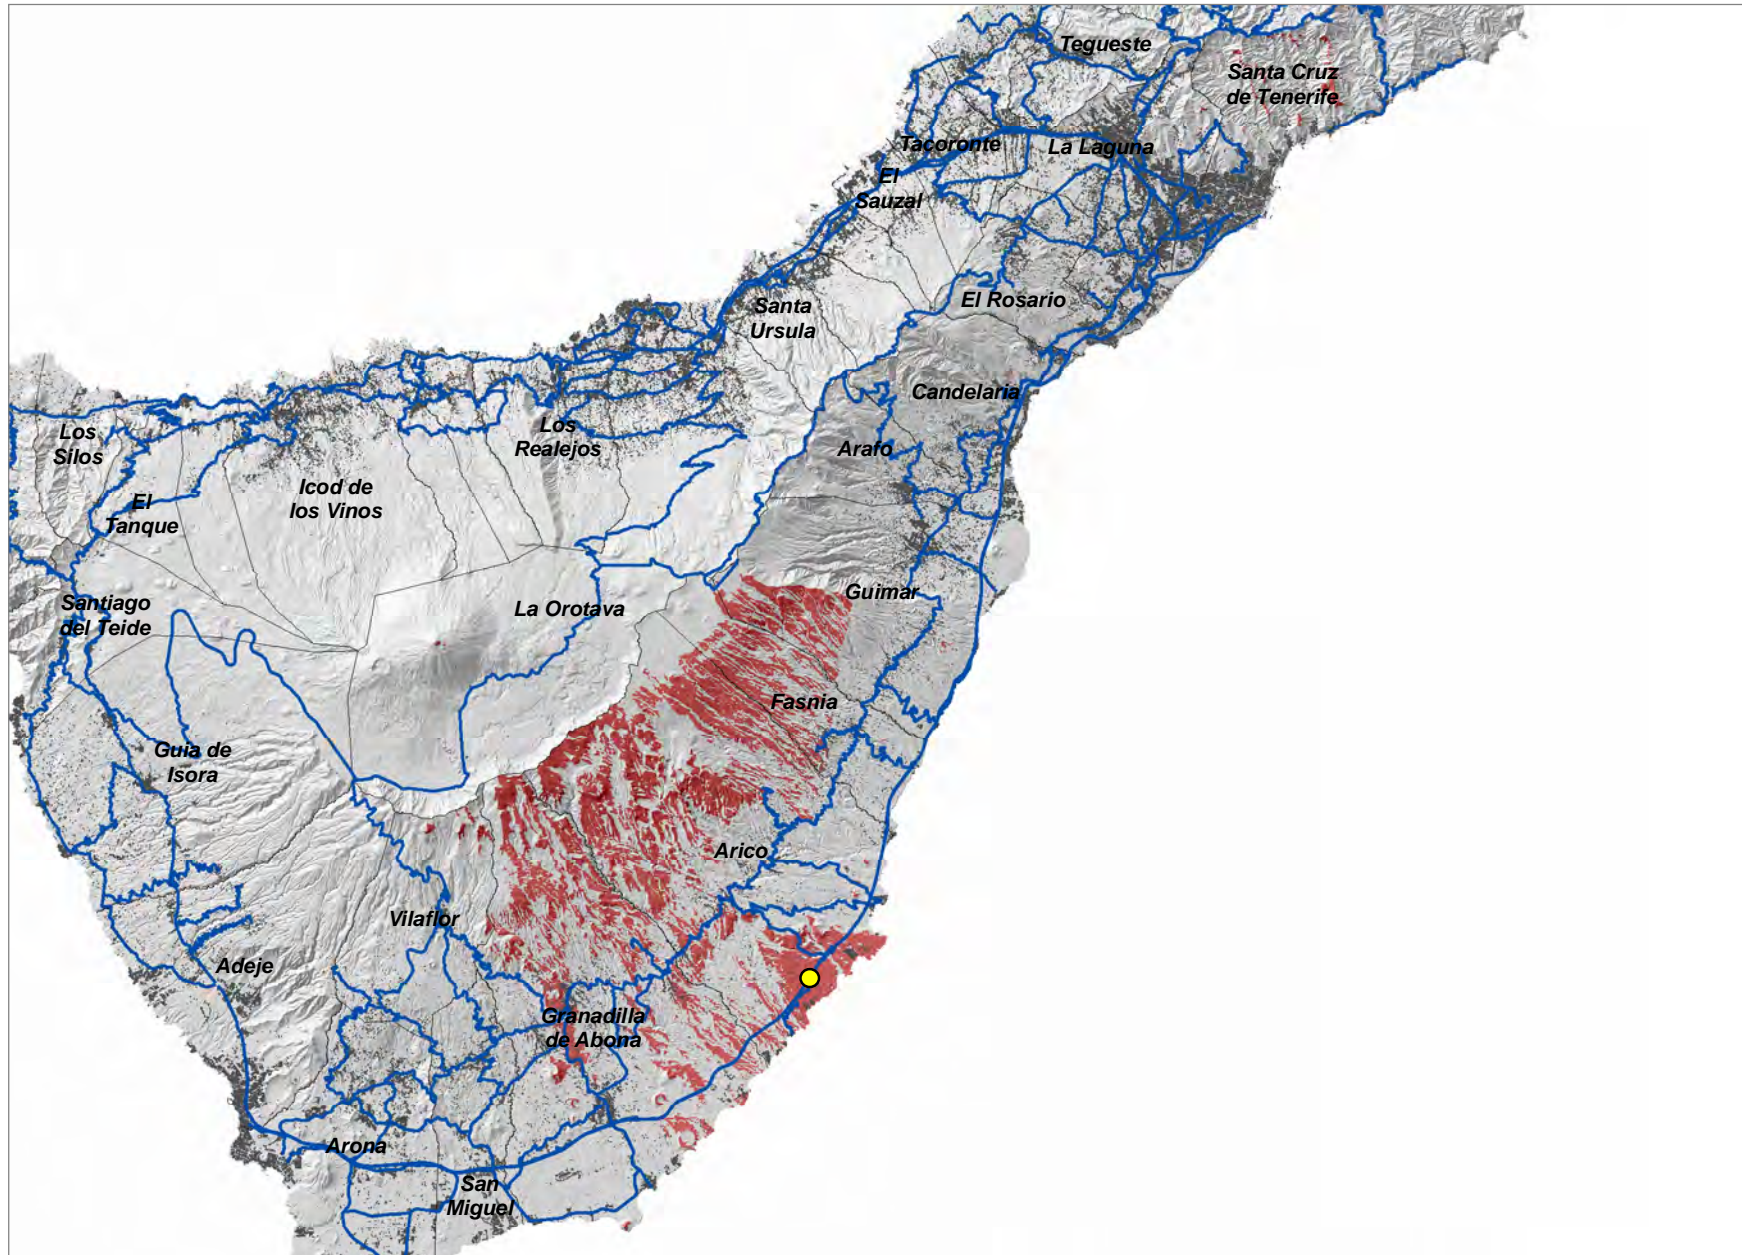 Tegueste
Santa Cruz
de Tenerife
Tacoronte
La Laguna
El
Sauzal
Santa
Ursula
El Rosario
Candelaria
Los
Silos
Los
Realejos
Arafo
Icod de
los Vinos
El
Tanque
Guimar
Santiago
del Teide
La Orotava
Fasnia
Guia de
Isora
Arico
Vilaflor
Adeje
Granadilla
de Abona
Arona
San
Miguel